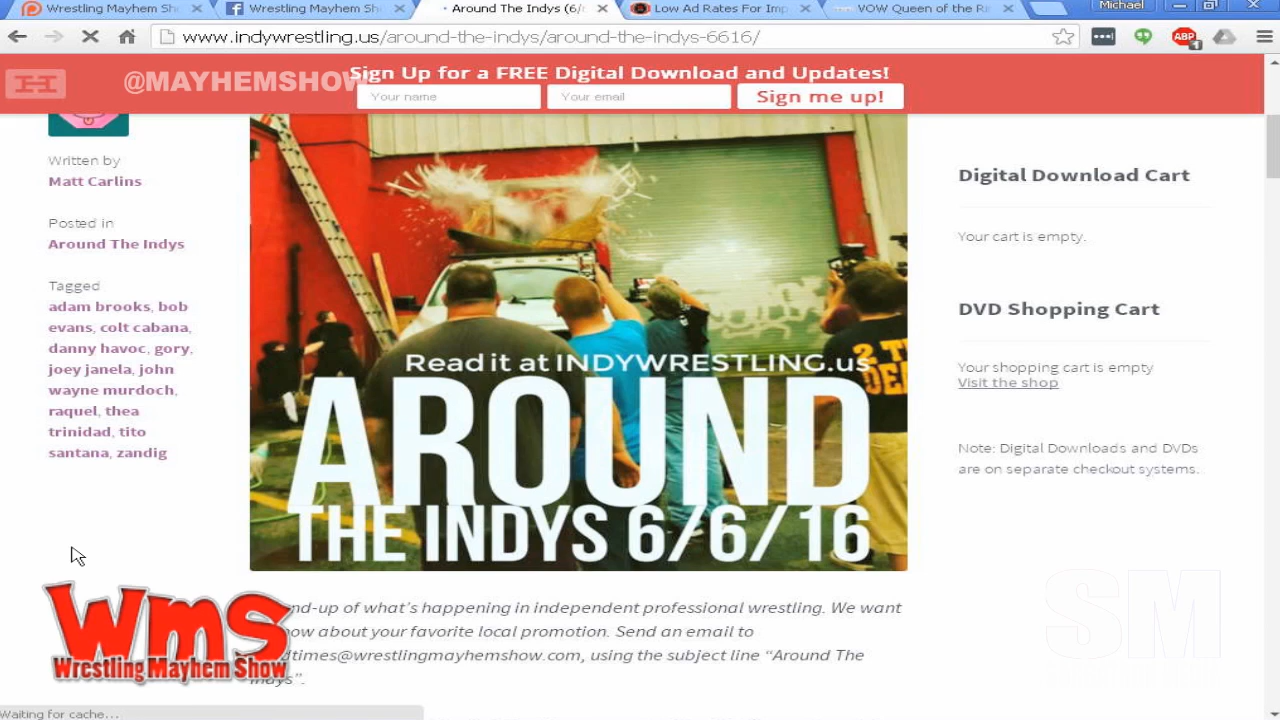 Wrestling Mayhem Sh
Wrestling Mayhem Sh
Around The Indys (6/
Low Ad Rates For Imp
VOW Queen of the Ri
Michael
www.indywrestling.us/around-the-indys/around-the-indys-6616/
ABP
1
@MAYHEMSHOW
Sign Up for a FREE Digital Download and Updates!
Your name
Your email
Sign me up!
Written by
Matt Carlins
Posted in
Around The Indys
Tagged
adam brooks, bob
evans, colt cabana,
danny havoc, gory,
joey janela, john
wayne murdoch,
raquel, thea
trinidad, tito
santana, zandig
Read it at INDYWRESTLING.us
AROUND
THE INDYS 6/6/16
Digital Download Cart
Your cart is empty.
DVD Shopping Cart
Your shopping cart is empty
Visit the shop
Note: Digital Downloads and DVDs
are on separate checkout systems.
nd-up of what's happening in independent professional wrestling. We want
ow about your favorite local promotion. Send an email to
dtimes@wrestlingmayhemshow.com, using the subject line “Around The
Indys”.
wms
Wrestling Mayhem Show
SM
Waiting for cache...